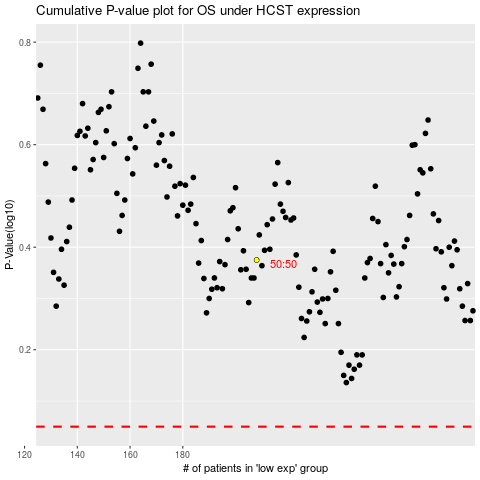 Cumulative P-value plot for OS under HCST expression
0.8
0.6
0.4
0.2
P-Value(log10)
50:50
120 140 160 180
# of patients in 'low exp' group